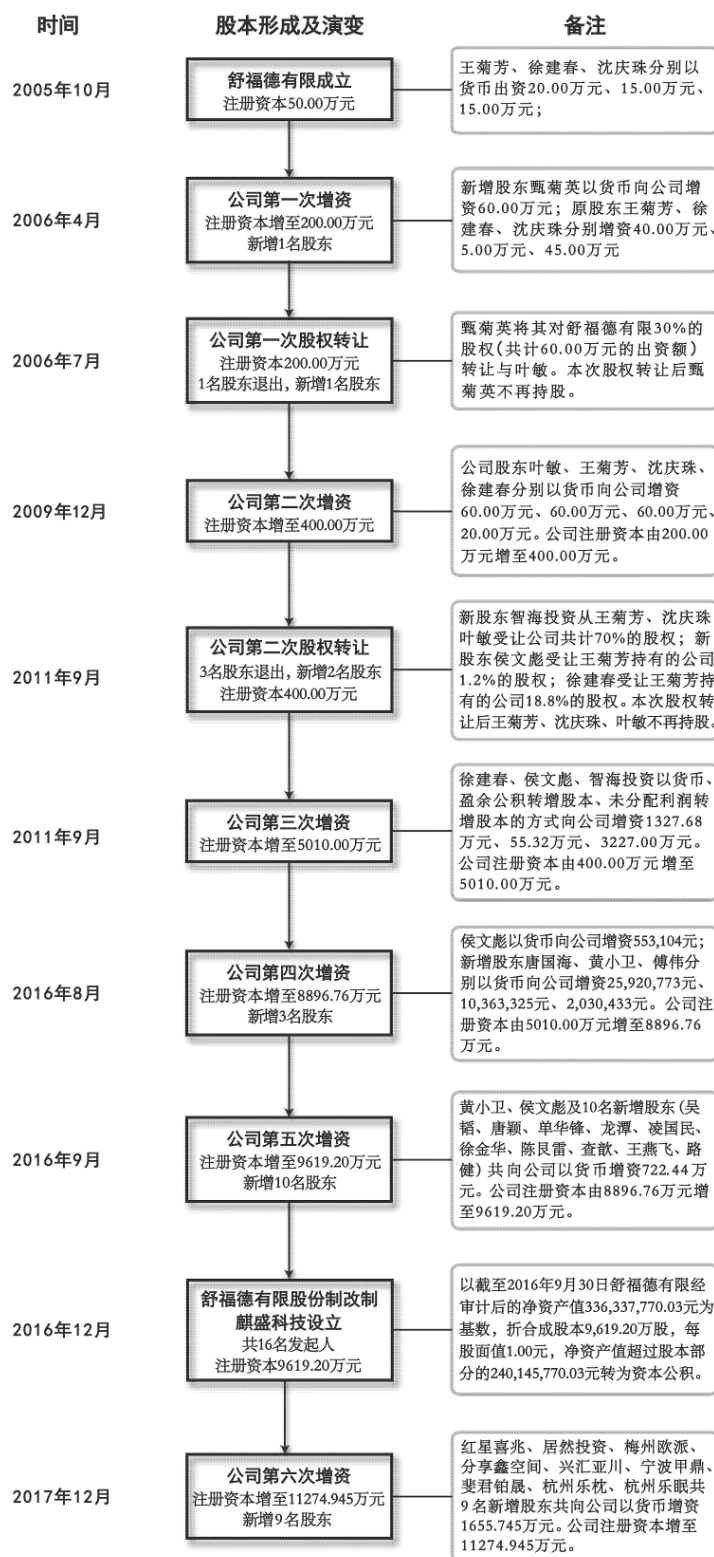 时间 股本形成及演变 备注
2005年10月
舒福德有限成立
注册资本50.00万元
王菊芳、徐建春、沈庆珠分别以
货币出资20.00万元、15.00万元、
15.00万元；
2006年4月
公司第一次增资
注册资本增至200.00万元
新增1名股东
新增股东甄菊英以货币向公司增
资60.00万元；原股东王菊芳、徐
建春、沈庆珠分别增资40.00万元、
5.00万元、45.00万元
2006年7月
公司第一次股权转让
注册资本200.00万元
1名股东退出，新增1名股东
甄菊英将其对舒福德有限30%的
股权（共计60.00万元的出资额）
转让与叶敏。本次股权转让后甄
菊英不再持股。
2009年12月
公司第二次增资
注册资本增至400.00万元
公司股东叶敏、王菊芳、沈庆珠、
徐建春分别以货币向公司增资
60.00万元、60.00万元、60.00万元、
20.00万元。公司注册资本由200.00
万元增至400.00万元。
2011年9月
公司第二次股权转让
3名股东退出，新增2名股东
注册资本400.00万元
新股东智海投资从王菊芳、沈庆珠
叶敏受让公司共计70%的股权；新
股东侯文彪受让王菊芳持有的公司
1.2%的股权；徐建春受让王菊芳持
有的公司18.8%的股权。本次股权转
让后王菊芳、沈庆珠、叶敏不再持股。
2011年9月
公司第三次增资
注册资本增至5010.00万元
徐建春、侯文彪、智海投资以货币、
盈余公积转增股本、未分配利润转
增股本的方式向公司增资1327.68
万元、55.32万元、3227.00万元。
公司注册资本由400.00万元增至
5010.00万元。
2016年8月
公司第四次增资
注册资本增至8896.76万元
新增3名股东
侯文彪以货币向公司增资553,104元；
新增股东唐国海、黄小卫、傅伟分
别以货币向公司增资25,920,773元、
10,363,325元、2,030,433元。公司注
册资本由5010.00万元增至8896.76
万元。
2016年9月
公司第五次增资
注册资本增至9619.20万元
新增10名股东
黄小卫、侯文彪及10名新增股东（吴
韬、唐颖、单华锋、龙潭、凌国民、
徐金华、陈艮雷、查歆、王燕飞、路
健）共向公司以货币增资722.44万
元。公司注册资本由8896.76万元增
至9619.20万元。
2016年12月
舒福德有限股份制改制
麒盛科技设立
共16名发起人
注册资本9619.20万元
以截至2016年9月30日舒福德有限经
审计后的净资产值336,337,770.03元为
基数，折合成股本9,619.20万股，每
股面值1.00元，净资产值超过股本部
分的240,145,770.03元转为资本公积。
2017年12月
公司第六次增资
注册资本增至11274.945万元
新增9名股东
红星喜兆、居然投资、梅州欧派、
分享鑫空间、兴汇亚川、宁波甲鼎、
斐君铂晟、杭州乐枕、杭州乐眠共
9名新增股东共向公司以货币增资
1655.745万元。公司注册资本增至
11274.945万元。